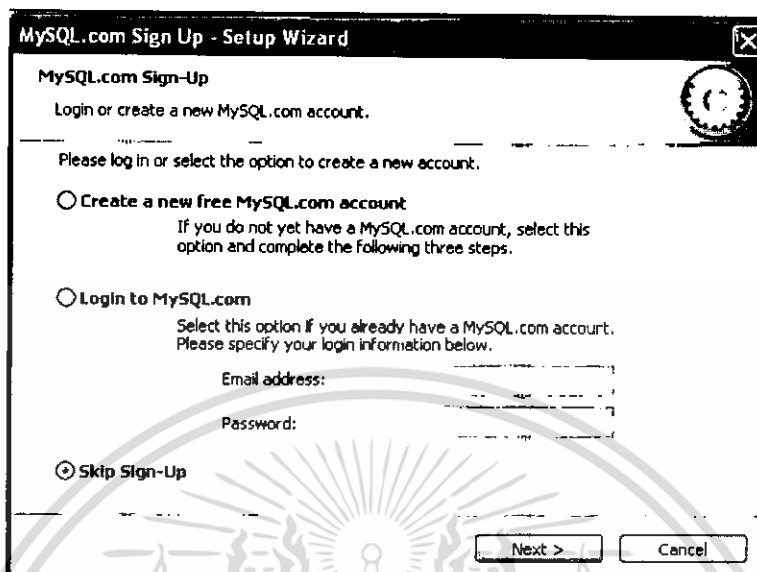 MySQL.com Sign Up - Setup Wizard
MySQL.com Sign-Up
Login or create a new MySQL.com account.
Please log in or select the option to create a new account.
Create a new free MySQL.com account
If you do not yet have a MySQL.com account, select this
option and complete the following three steps.
Login to MySQL.com
Select this option if you already have a MySQL.com account.
Please specify your login information below.
Email address:
Password:
Skip Sign-Up
Next >
Cancel